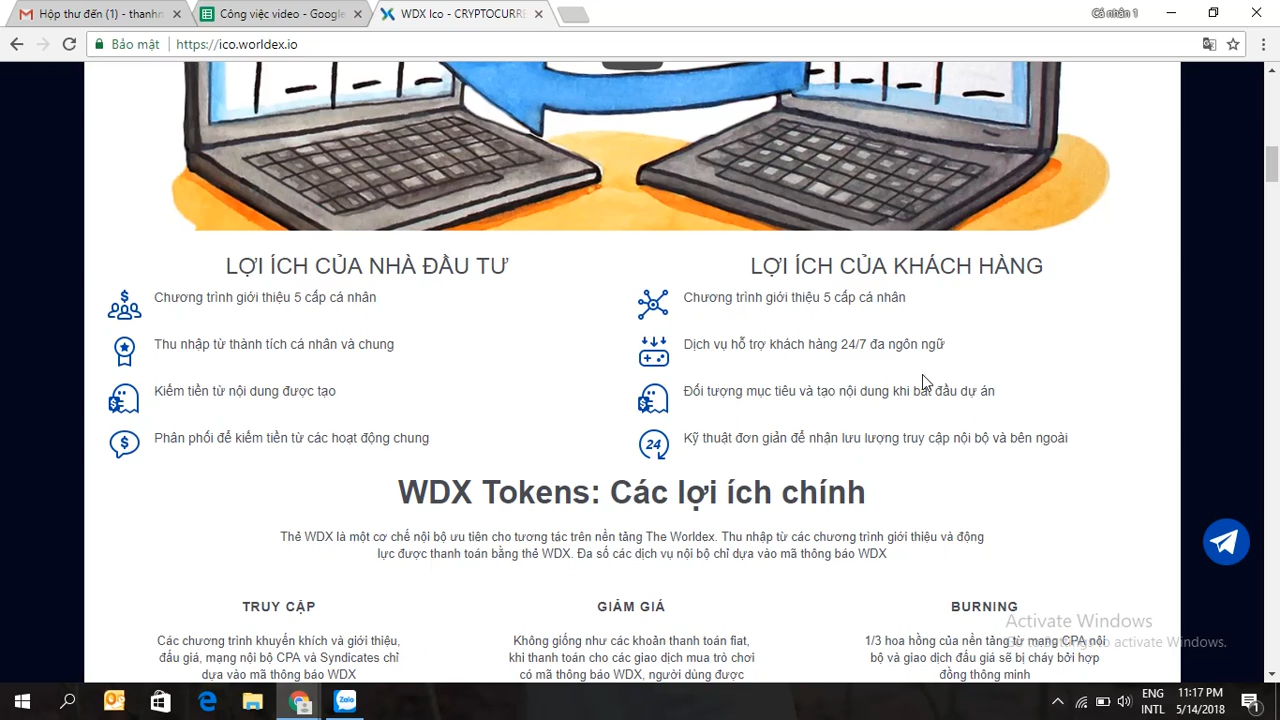 Hộp thư đến (1) - thanhn
Công việc video - Google
WDX Ico - CRYPTOCURRE
Cá nhân 1
Bảo mật
https://ico.worldex.io
LỢI ÍCH CỦA NHÀ ĐẦU TƯ
Chương trình giới thiệu 5 cấp cá nhân
Thu nhập từ thành tích cá nhân và chung
Kiếm tiền từ nội dung được tạo
Phân phối để kiếm tiền từ các hoạt động chung
LỢI ÍCH CỦA KHÁCH HÀNG
Chương trình giới thiệu 5 cấp cá nhân
Dịch vụ hỗ trợ khách hàng 24/7 đa ngôn ngữ
Đối tượng mục tiêu và tạo nội dung khi bắt đầu dự án
24
Kỹ thuật đơn giản để nhận lưu lượng truy cập nội bộ và bên ngoài
WDX Tokens: Các lợi ích chính
Thẻ WDX là một cơ chế nội bộ ưu tiên cho tương tác trên nền tảng The Worldex. Thu nhập từ các chương trình giới thiệu và động
lực được thanh toán bằng thẻ WDX. Đa số các dịch vụ nội bộ chỉ dựa vào mã thông báo WDX
TRUY CẬP
Các chương trình khuyến khích và giới thiệu,
đấu giá, mạng nội bộ CPA và Syndicates chỉ
dựa vào mã thông báo WDX
GIẢM GIÁ
Không giống như các khoản thanh toán fiat,
khi thanh toán cho các giao dịch mua trò chơi
có mã thông báo WDX, người dùng được
BURNING
1/3 hoa hồng của nền tảng từ mạng CPA nội
bộ và giao dịch đấu giá sẽ bị cháy bởi hợp
đồng thông minh
Activate Windows
Go to Settings to activate Windows.
Zalo
ENG
INTL
11:17 PM
5/14/2018
1